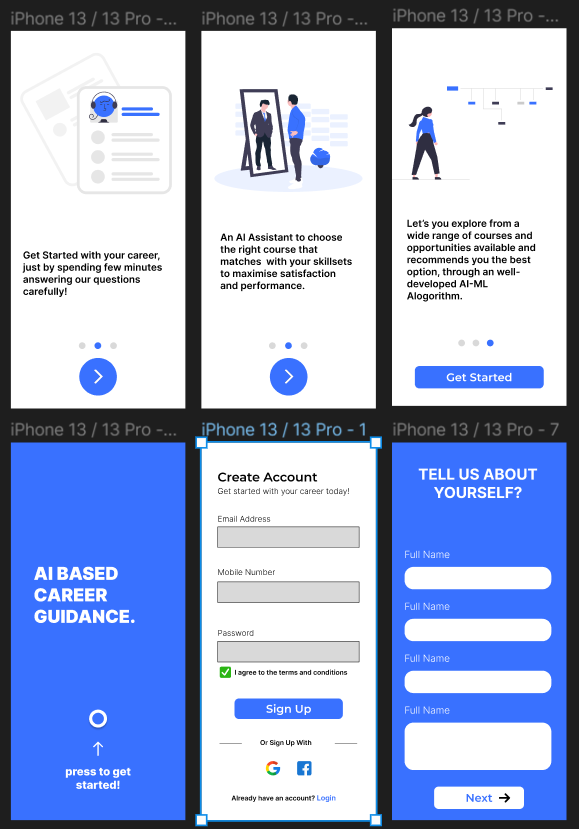 iPhone 13 / 13 Pro -...
iPhone 13 / 13 Pro -...
iPhone 13 / 13 Pro -...
Get Started with your career,
just by spending few minutes
answering our questions
carefully!
An AI Assistant to choose
the right course that
matches with your skillsets
to maximise satisfaction
and performance.
Let's you explore from a
wide range of courses and
opportunities available and
recommends you the best
option, through an well-
developed AI-ML
Alogorithm.
Get Started
iPhone 13 / 13 Pro -...
iPhone 13 / 13 Pro - 1
iPhone 13 / 13 Pro - 7
AI BASED
CAREER
GUIDANCE.
press to get
started!
Create Account
Get started with your career today!
Email Address
Mobile Number
Password
I agree to the terms and conditions
Sign Up
Or Sign Up With
Already have an account? Login
TELL US ABOUT
YOURSELF?
Full Name
Full Name
Full Name
Full Name
Next